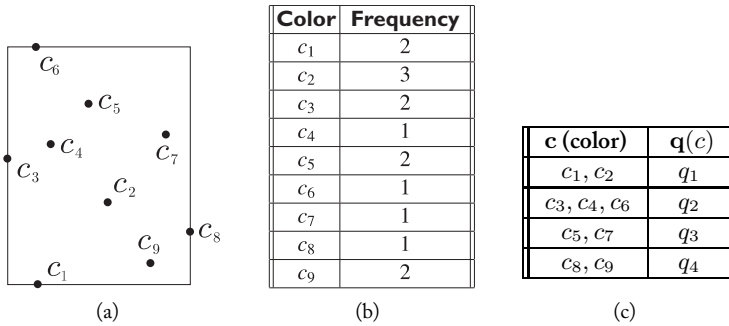 c₆
c₅
c₄
c₇
c₃
c₂
c₈
c₉
c₁
(a)
Color Frequency
c₁ 2
c₂ 3
c₃ 2
c₄ 1
c₅ 2
c₆ 1
c₇ 1
c₈ 1
c₉ 2
(b)
c (color) q(c)
c₁, c₂ q₁
c₃, c₄, c₆ q₂
c₅, c₇ q₃
c₈, c₉ q₄
(c)